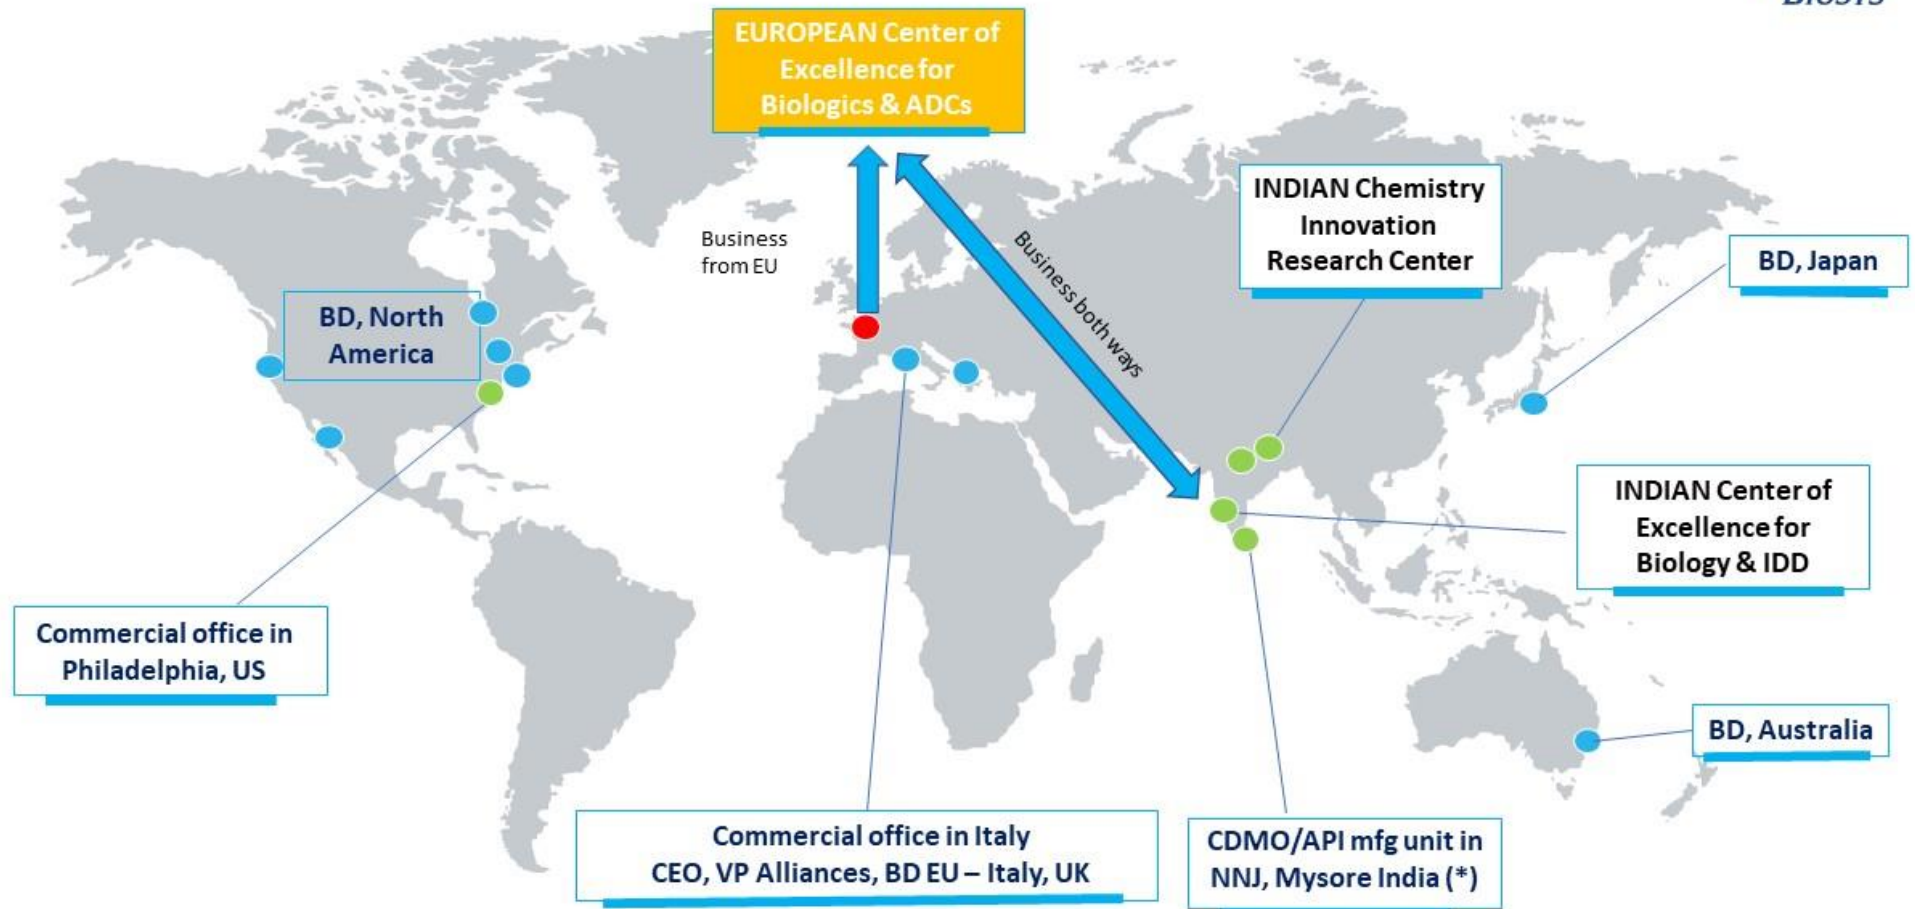 EUROPEAN Center of
Excellence for
Biologics & ADCs
INDIAN Chemistry
Innovation
Research Center
Business
from EU
Business both ways
BD, Japan
BD, North
America
INDIAN Center of
Excellence for
Biology & IDD
Commercial office in
Philadelphia, US
BD, Australia
Commercial office in Italy
CEO, VP Alliances, BD EU – Italy, UK
CDMO/API mfg unit in
NNJ, Mysore India (*)